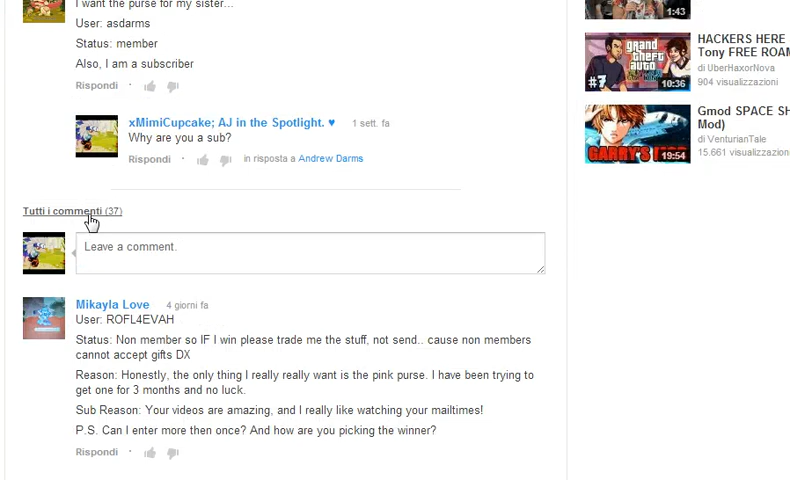 I want the purse for my sister...
User: asdarms
Status: member
Also, I am a subscriber
Rispondi ·
xMimiCupcake; AJ in the Spotlight. ♥ 1 sett. fa
Why are you a sub?
Rispondi · in risposta a Andrew Darms
Tutti i commenti (37)
Leave a comment.
Mikayla Love 4 giorni fa
User: ROFL4EVAH
Status: Non member so IF I win please trade me the stuff, not send.. cause non members
cannot accept gifts DX
Reason: Honestly, the only thing I really really want is the pink purse. I have been trying to
get one for 3 months and no luck.
Sub Reason: Your videos are amazing, and I really like watching your mailtimes!
P.S. Can I enter more then once? And how are you picking the winner?
Rispondi ·
1:43
HACKERS HERE
Tony FREE ROAM
di UberHaxorNova
904 visualizzazioni
grand
theft
auto
#7
10:36
Gmod SPACE SH
Mod)
di VenturianTale
15.661 visualizzazion
GARRY'S MOD
19:54